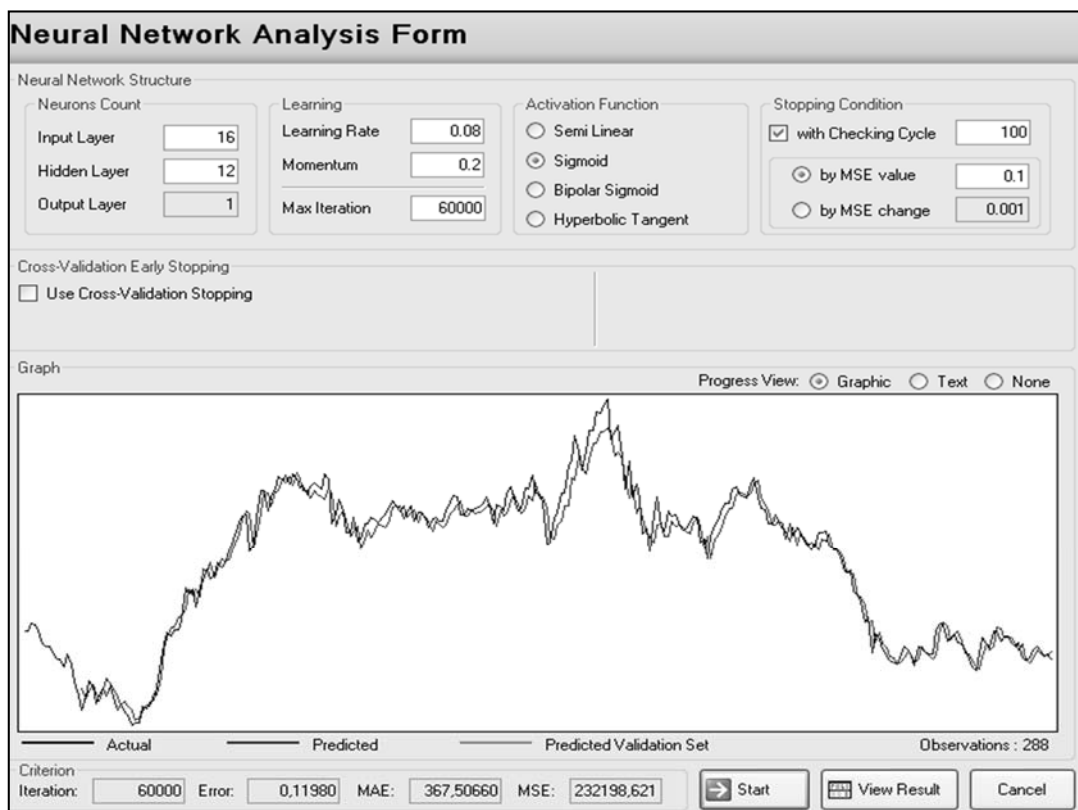 Neural Network Analysis Form
Neural Network Structure
Neurons Count
Input Layer 16
Hidden Layer 12
Output Layer 1
Learning
Learning Rate 0.08
Momentum 0.2
Max Iteration 60000
Activation Function
Semi Linear
Sigmoid
Bipolar Sigmoid
Hyperbolic Tangent
Stopping Condition
with Checking Cycle 100
by MSE value 0.1
by MSE change 0.001
Cross-Validation Early Stopping
Use Cross-Validation Stopping
Graph
Progress View: Graphic Text None
Actual Predicted Predicted Validation Set Observations : 288
Criterion
Iteration: 60000 Error: 0,11980 MAE: 367,50660 MSE: 232198,621
Start View Result Cancel